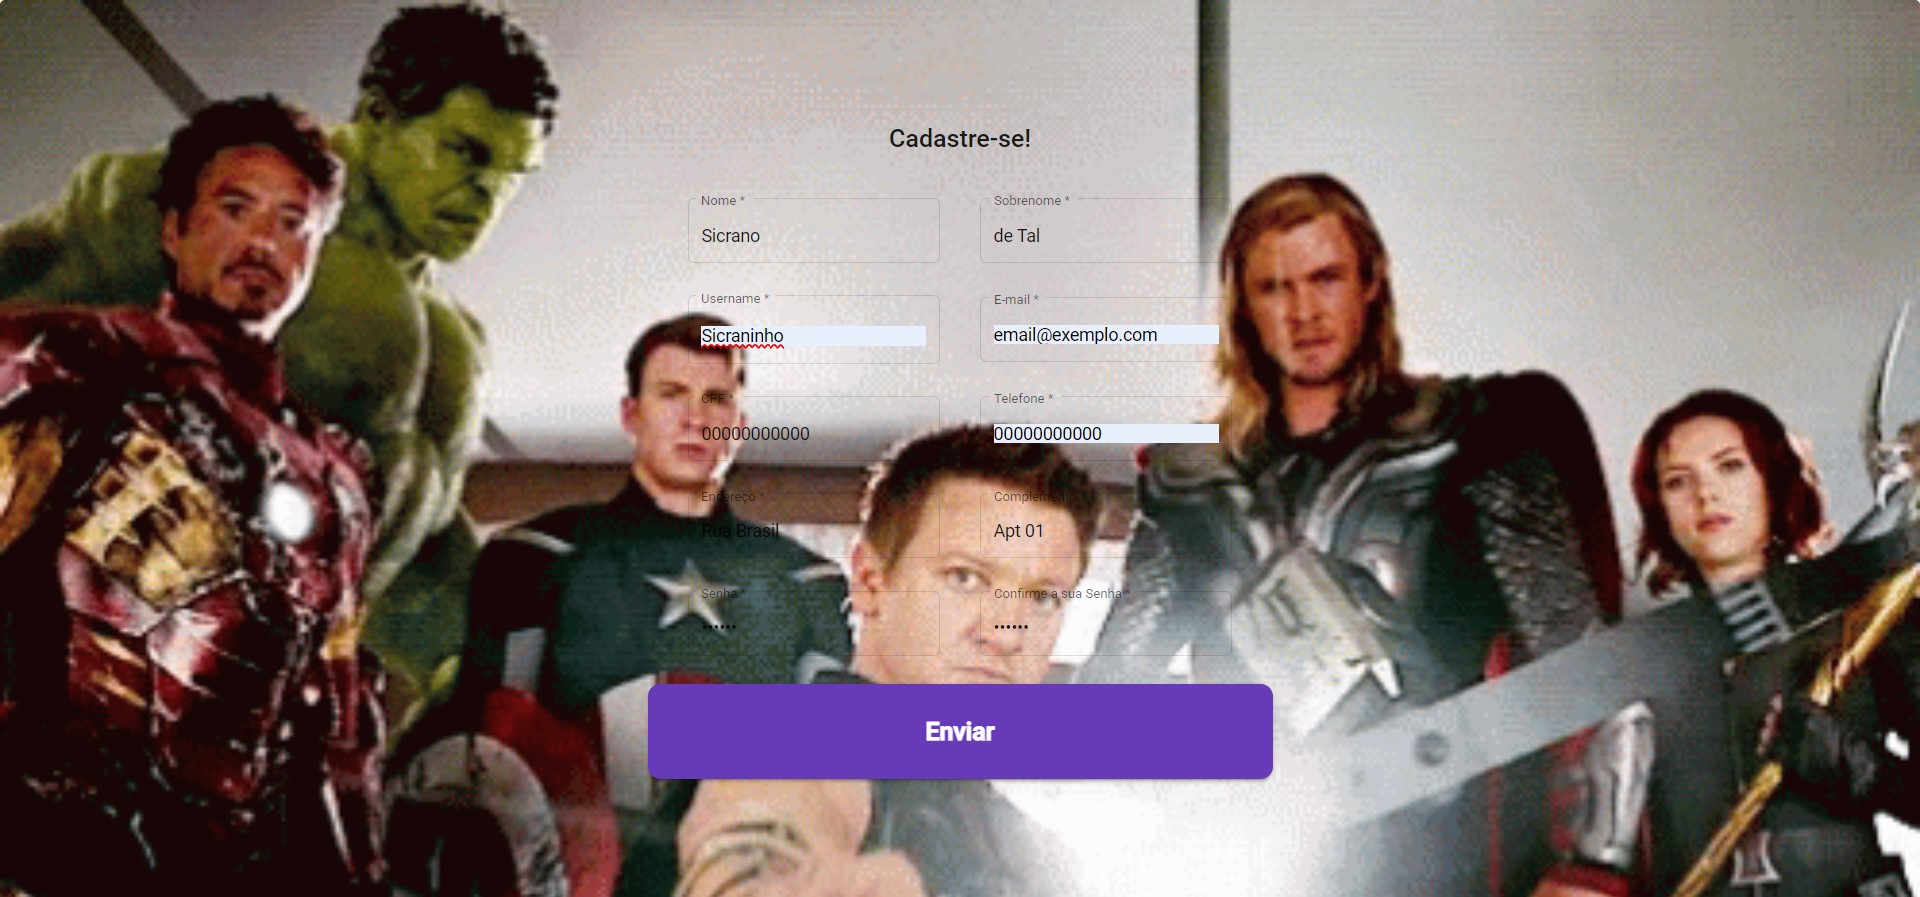 Cadastre-se!
Nome *
Sobrenome *
Sicrano
de Tal
Username *
E-mail *
Sicraninho
email@exemplo.com
CPF *
Telefone *
00000000000
00000000000
Endereço *
Complemento *
Rua Brasil
Apt 01
Senha *
Confirme a sua Senha *
••••••
••••••
Enviar